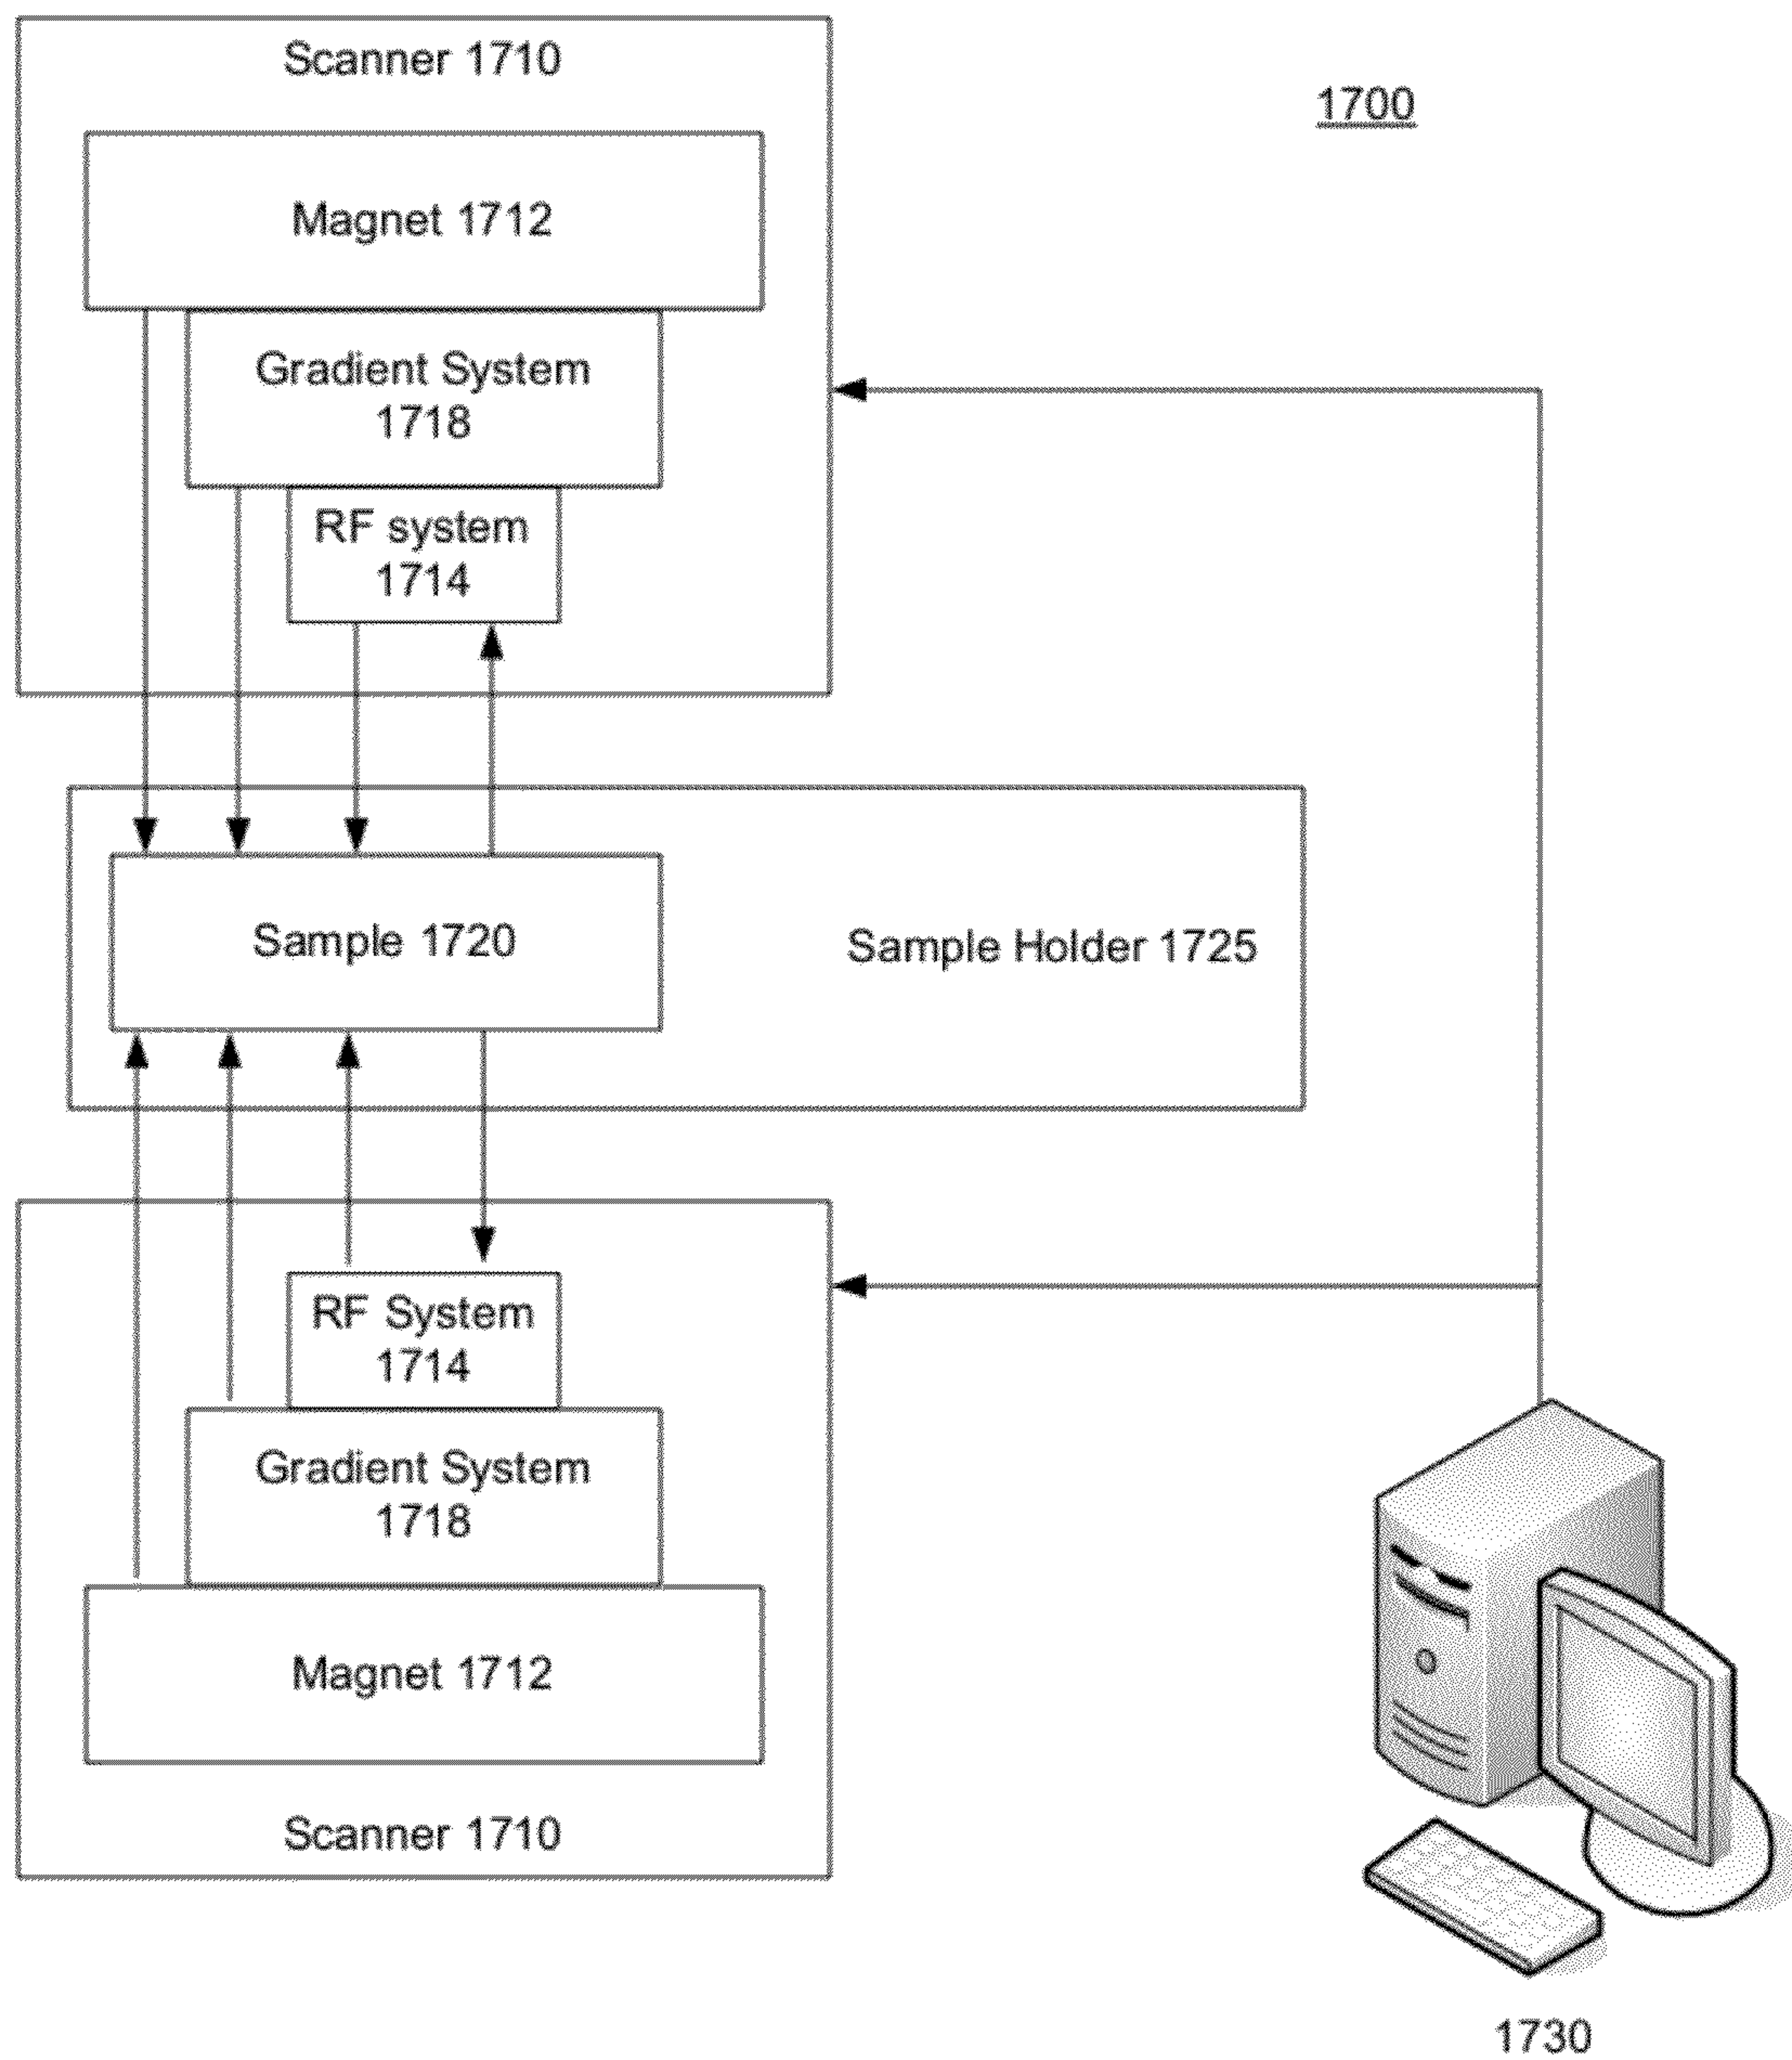 Scanner 1710
1700
Magnet 1712
Gradient System
1718
RF system
1714
Sample 1720
Sample Holder 1725
RF System
1714
Gradient System
1718
Magnet 1712
Scanner 1710
1730